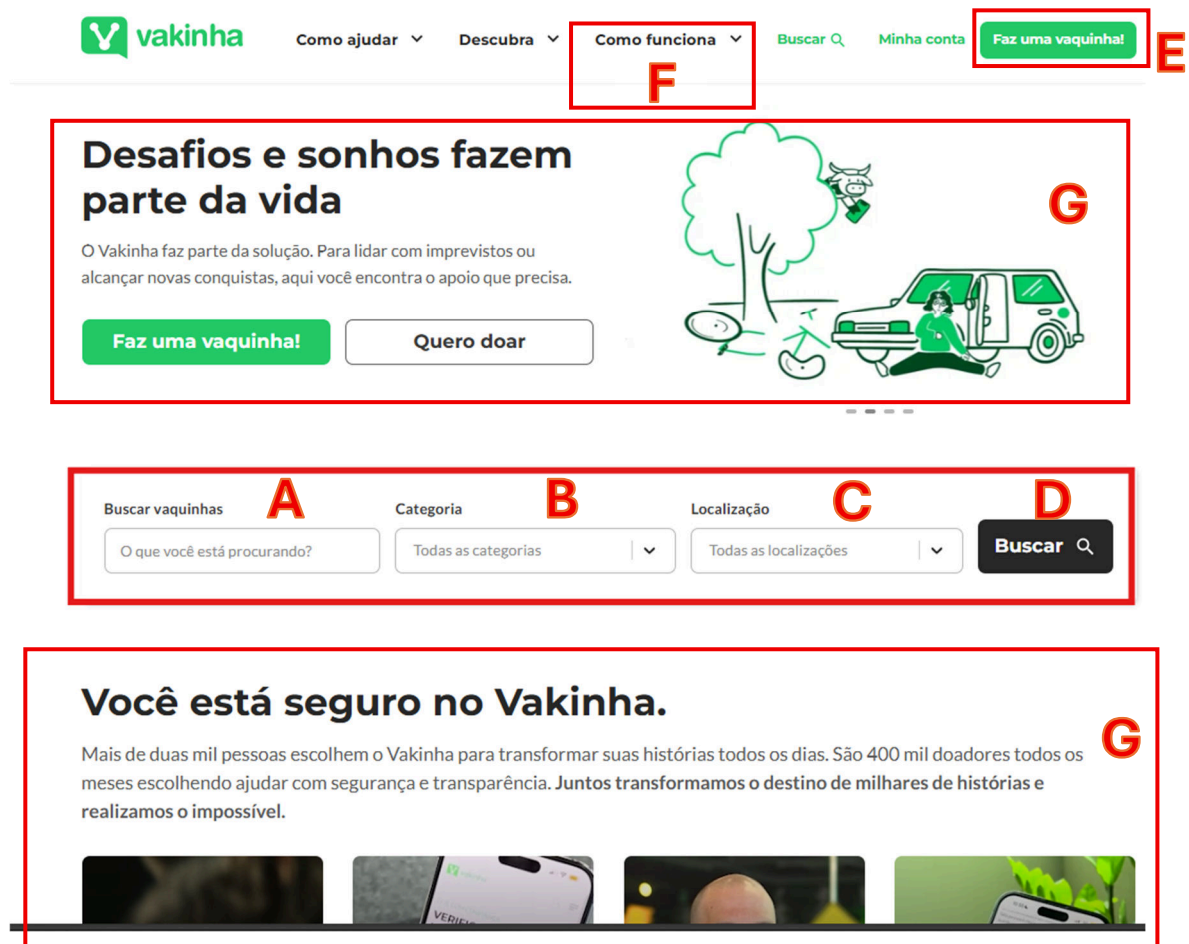 vakinha
Como ajudar
Descubra
Como funciona
Buscar
Minha conta
Faz uma vaquinha!
E
F
Desafios e sonhos fazem
parte da vida
G
O Vakinha faz parte da solução. Para lidar com imprevistos ou
alcançar novas conquistas, aqui você encontra o apoio que precisa.
Faz uma vaquinha!
Quero doar
A
B
C
D
Buscar vaquinhas
Categoria
Localização
O que você está procurando?
Todas as categorias
Todas as localizações
Buscar
Você está seguro no Vakinha.
G
Mais de duas mil pessoas escolhem o Vakinha para transformar suas histórias todos os dias. São 400 mil doadores todos os
meses escolhendo ajudar com segurança e transparência. Juntos transformamos o destino de milhares de histórias e
realizamos o impossível.
vakinha